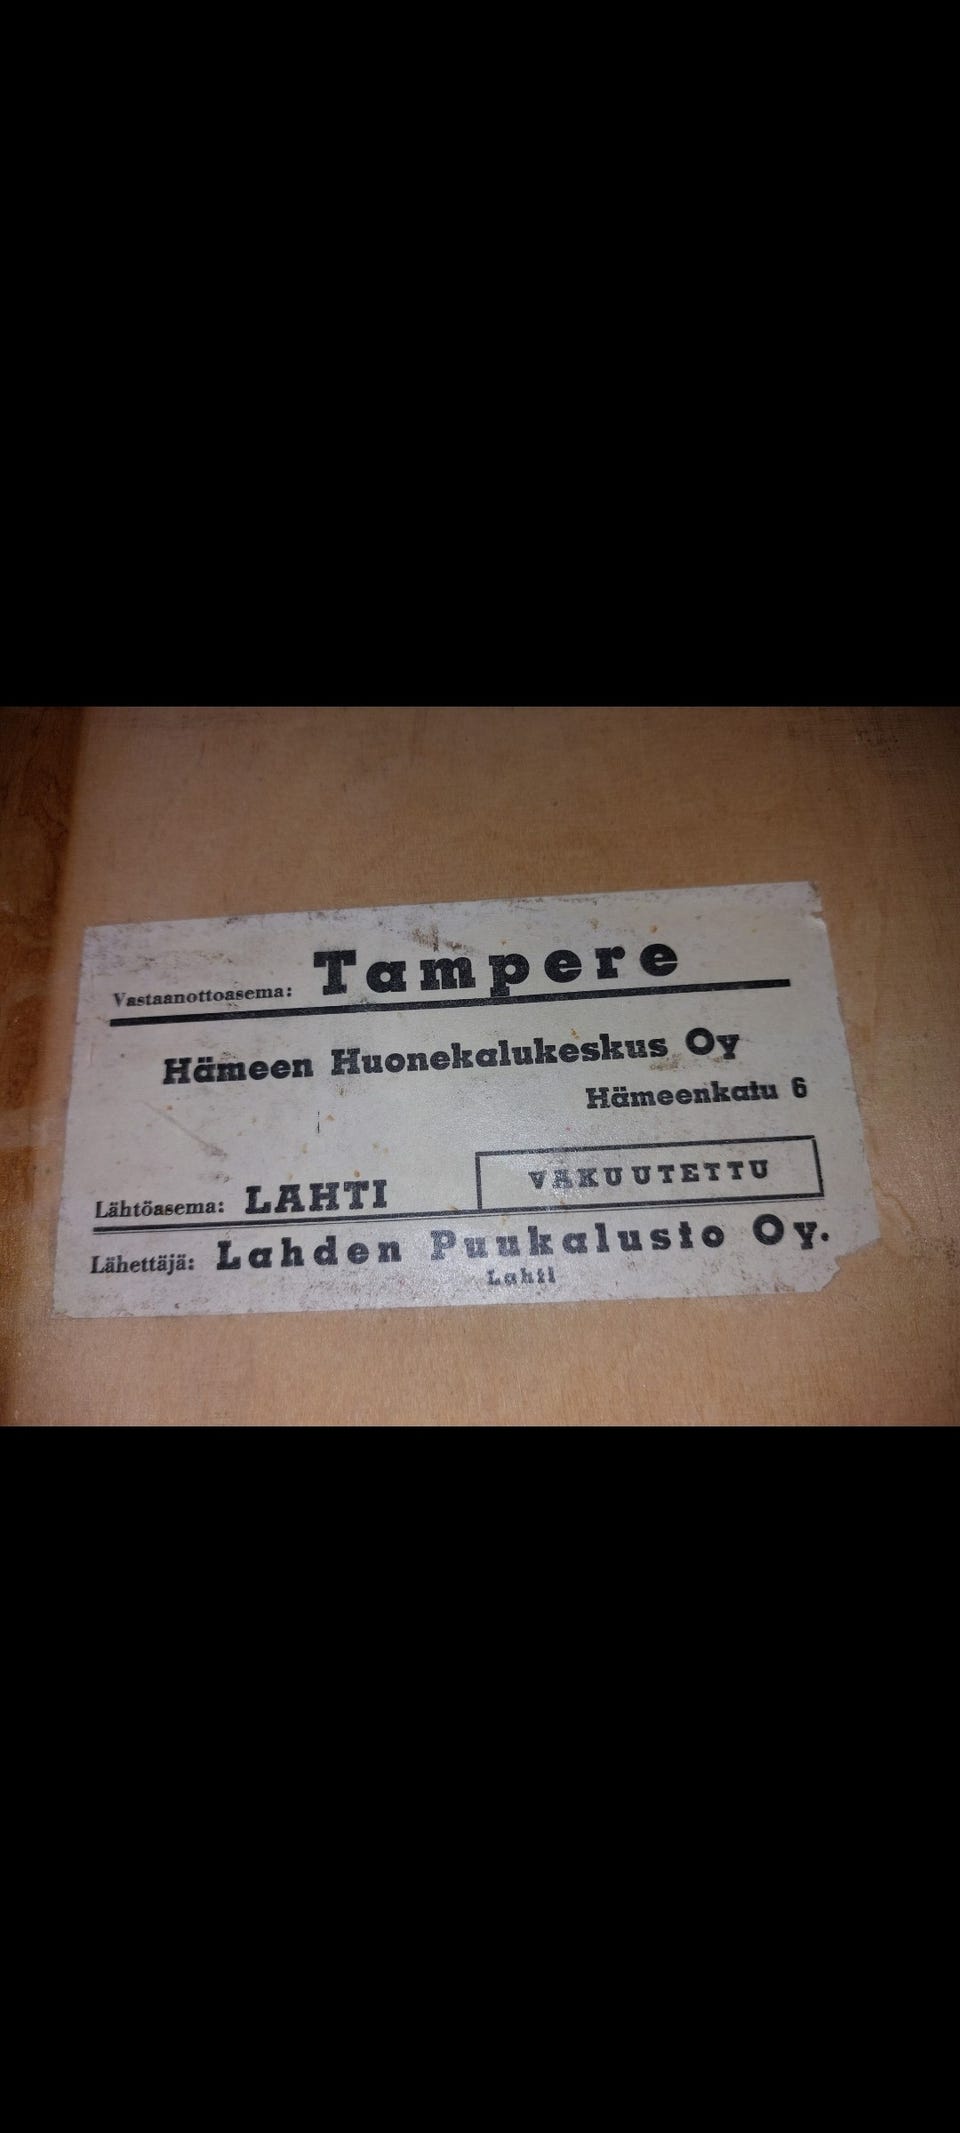 Vastaanottoasema: Tampere
Hämeen Huonekalukeskus Oy
Hämeenkatu 6
VAKUUTETTU
Lähtöasema: LAHTI
Lähettäjä: Lahden Puukalusto Oy.
Lahti